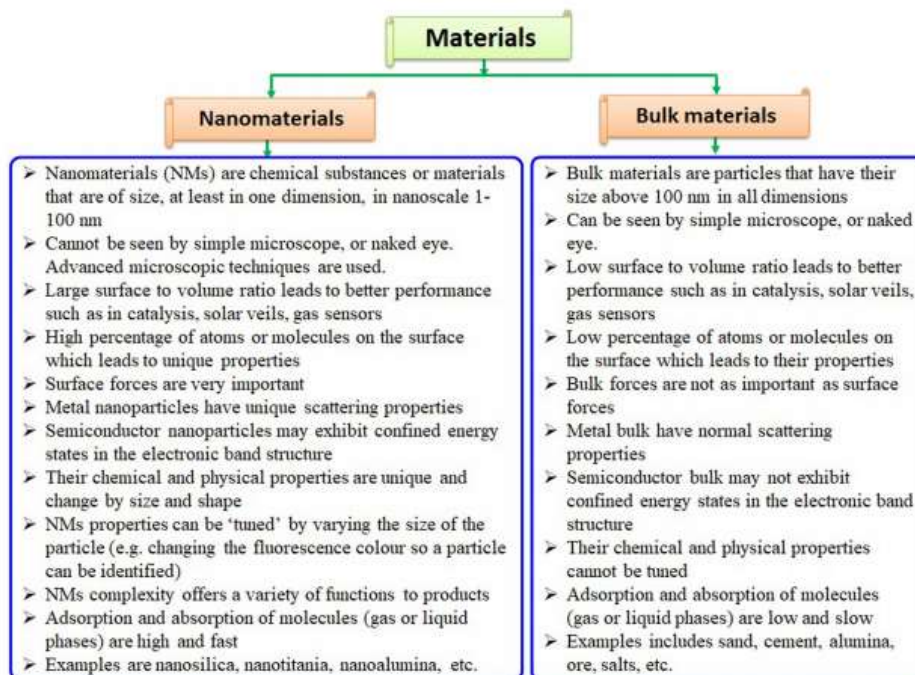 Materials
Nanomaterials
Bulk materials
➢ Nanomaterials (NMs) are chemical substances or materials
that are of size, at least in one dimension, in nanoscale 1-
100 nm
➢ Cannot be seen by simple microscope, or naked eye.
Advanced microscopic techniques are used.
➢ Large surface to volume ratio leads to better performance
such as in catalysis, solar veils, gas sensors
➢ High percentage of atoms or molecules on the surface
which leads to unique properties
➢ Surface forces are very important
➢ Metal nanoparticles have unique scattering properties
➢ Semiconductor nanoparticles may exhibit confined energy
states in the electronic band structure
➢ Their chemical and physical properties are unique and
change by size and shape
➢ NMs properties can be ‘tuned’ by varying the size of the
particle (e.g. changing the fluorescence colour so a particle
can be identified)
➢ NMs complexity offers a variety of functions to products
➢ Adsorption and absorption of molecules (gas or liquid
phases) are high and fast
➢ Examples are nanosilica, nanotitania, nanoalumina, etc.
➢ Bulk materials are particles that have their
size above 100 nm in all dimensions
➢ Can be seen by simple microscope, or naked
eye.
➢ Low surface to volume ratio leads to better
performance such as in catalysis, solar veils,
gas sensors
➢ Low percentage of atoms or molecules on
the surface which leads to their properties
➢ Bulk forces are not as important as surface
forces
➢ Metal bulk have normal scattering
properties
➢ Semiconductor bulk may not exhibit
confined energy states in the electronic band
structure
➢ Their chemical and physical properties
cannot be tuned
➢ Adsorption and absorption of molecules
(gas or liquid phases) are low and slow
➢ Examples includes sand, cement, alumina,
ore, salts, etc.